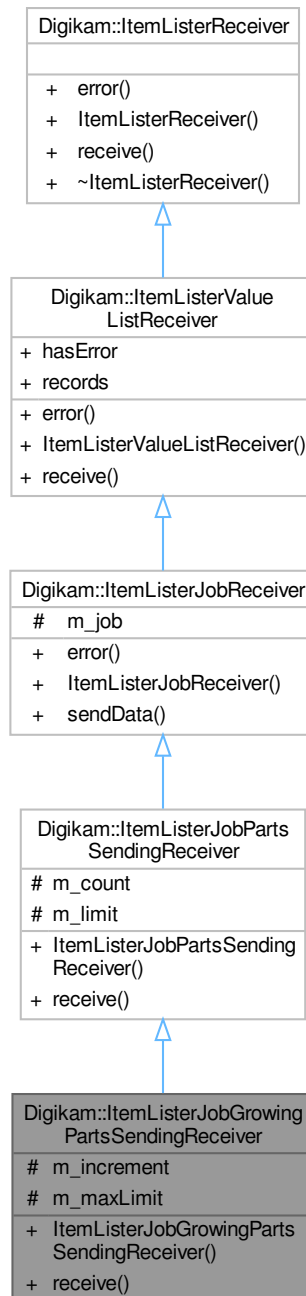 Digikam::ItemListerReceiver
+ error()
+ ItemListerReceiver()
+ receive()
+ ~ItemListerReceiver()
Digikam::ItemListerValue
ListReceiver
+ hasError
+ records
+ error()
+ ItemListerValueListReceiver()
+ receive()
Digikam::ItemListerJobReceiver
# m_job
+ error()
+ ItemListerJobReceiver()
+ sendData()
Digikam::ItemListerJobParts
SendingReceiver
# m_count
# m_limit
+ ItemListerJobPartsSending
Receiver()
+ receive()
Digikam::ItemListerJobGrowing
PartsSendingReceiver
# m_increment
# m_maxLimit
+ ItemListerJobGrowingParts
SendingReceiver()
+ receive()